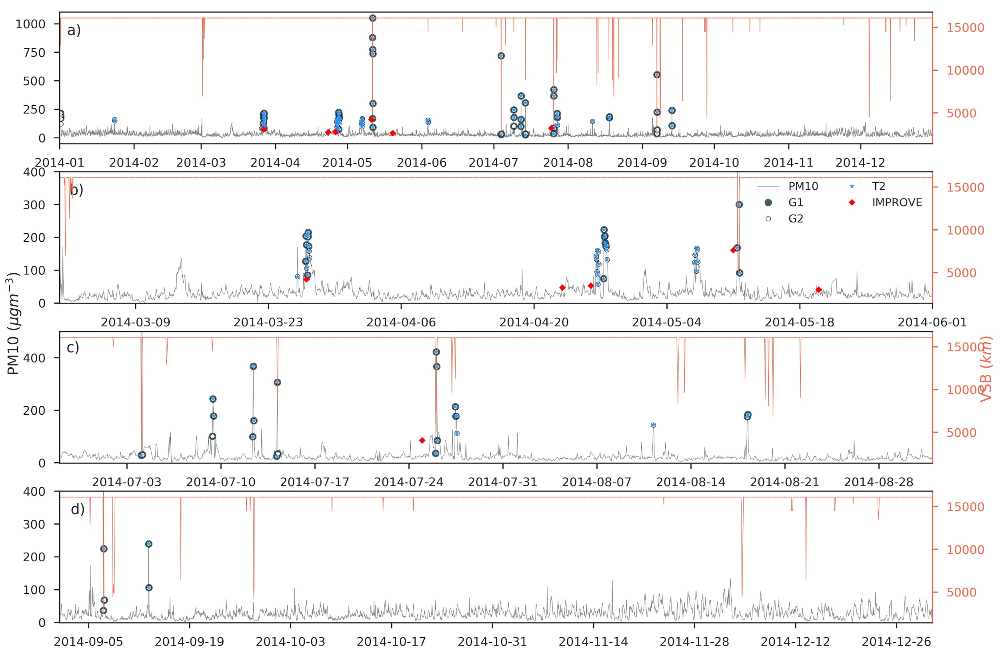 1000
750
500
250
0
a)
15000
10000
5000
2014-01 2014-02 2014-03 2014-04 2014-05 2014-06 2014-07 2014-08 2014-09 2014-10 2014-11 2014-12
400
300
200
100
0
b)
PM10
G1
G2
T2
IMPROVE
15000
10000
5000
2014-03-09 2014-03-23 2014-04-06 2014-04-20 2014-05-04 2014-05-18 2014-06-01
PM10 (μgm⁻³)
400
200
0
c)
15000
10000
5000
VSB (km)
2014-07-03 2014-07-10 2014-07-17 2014-07-24 2014-07-31 2014-08-07 2014-08-14 2014-08-21 2014-08-28
400
300
200
100
0
d)
15000
10000
5000
2014-09-05 2014-09-19 2014-10-03 2014-10-17 2014-10-31 2014-11-14 2014-11-28 2014-12-12 2014-12-26